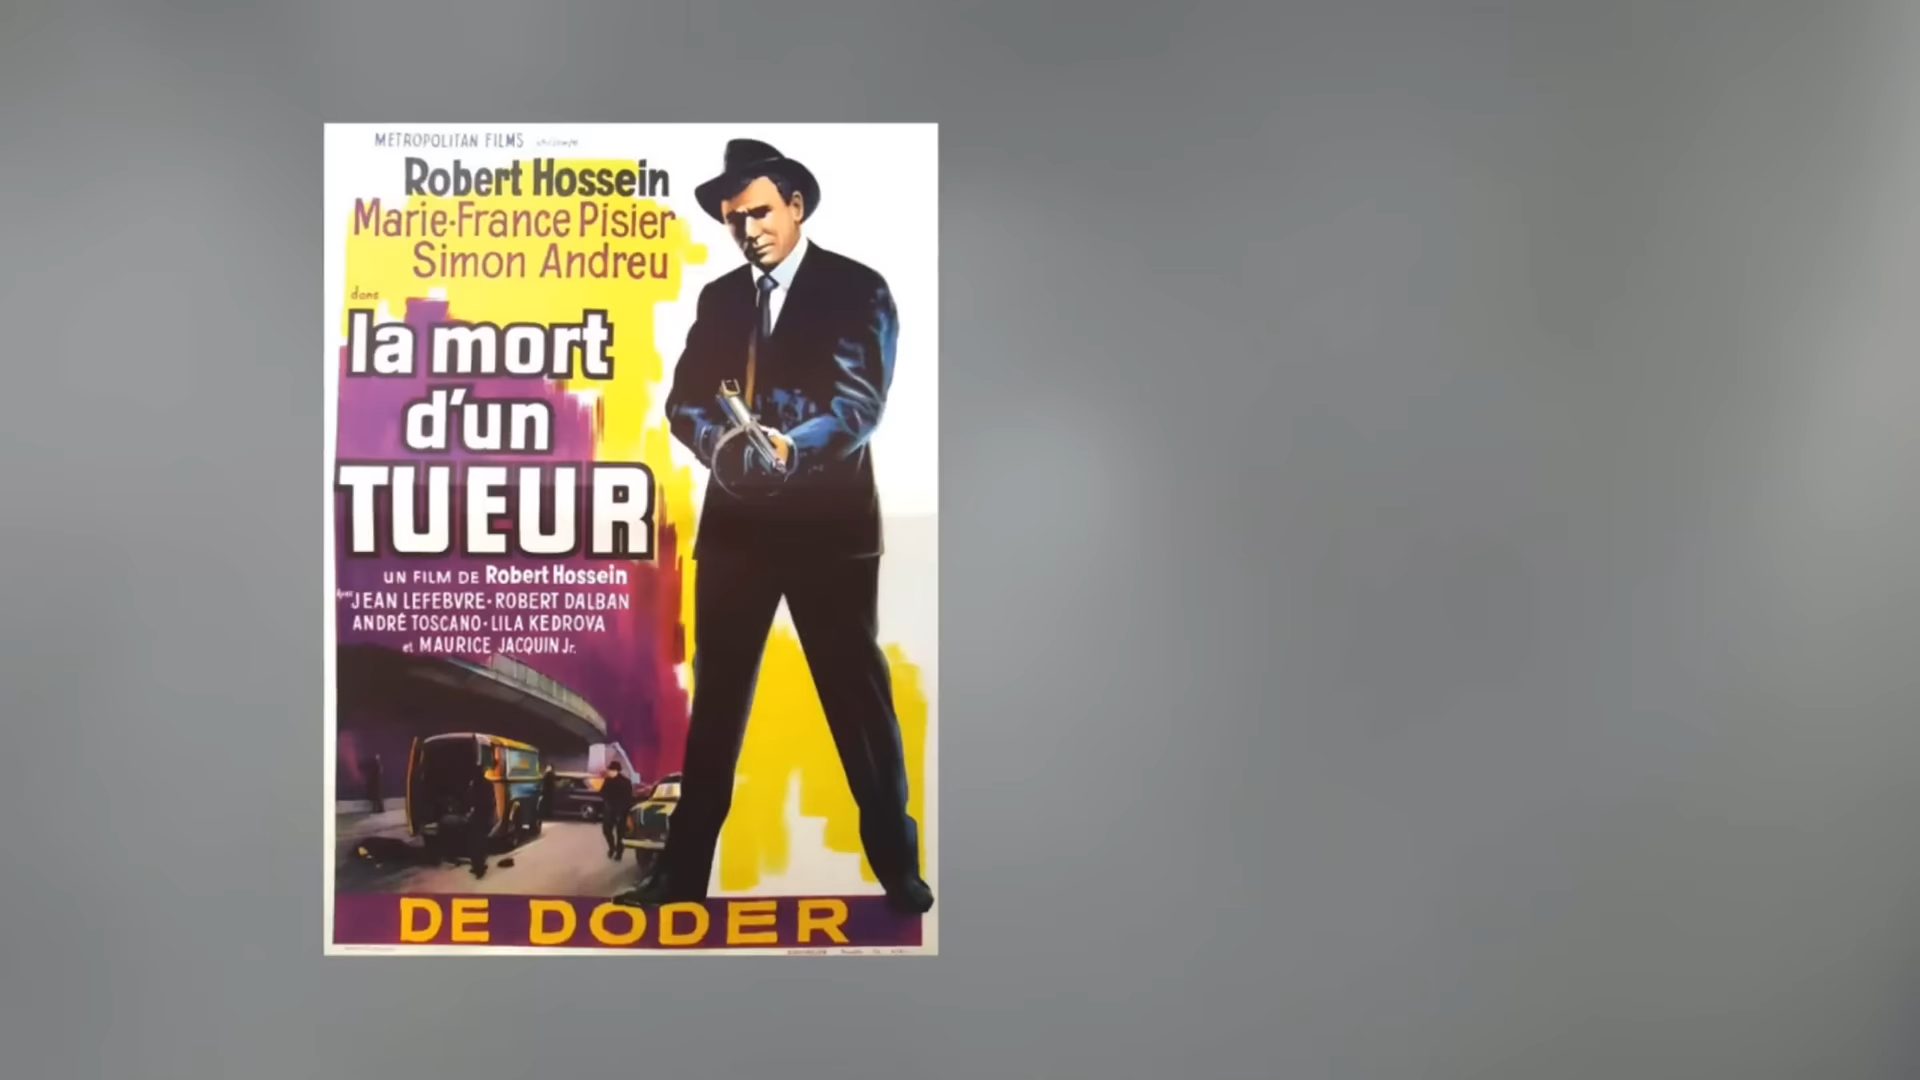 METROPOLITAN FILMS
Robert Hossein
Marie-France Pisier
Simon Andreu
dans
la mort
d'un
TUEUR
UN FILM DE Robert Hossein
avec JEAN LEFEBVRE • ROBERT DALBAN
ANDRÉ TOSCANO • LILA KEDROVA
et MAURICE JACQUIN Jr.
DE DODER